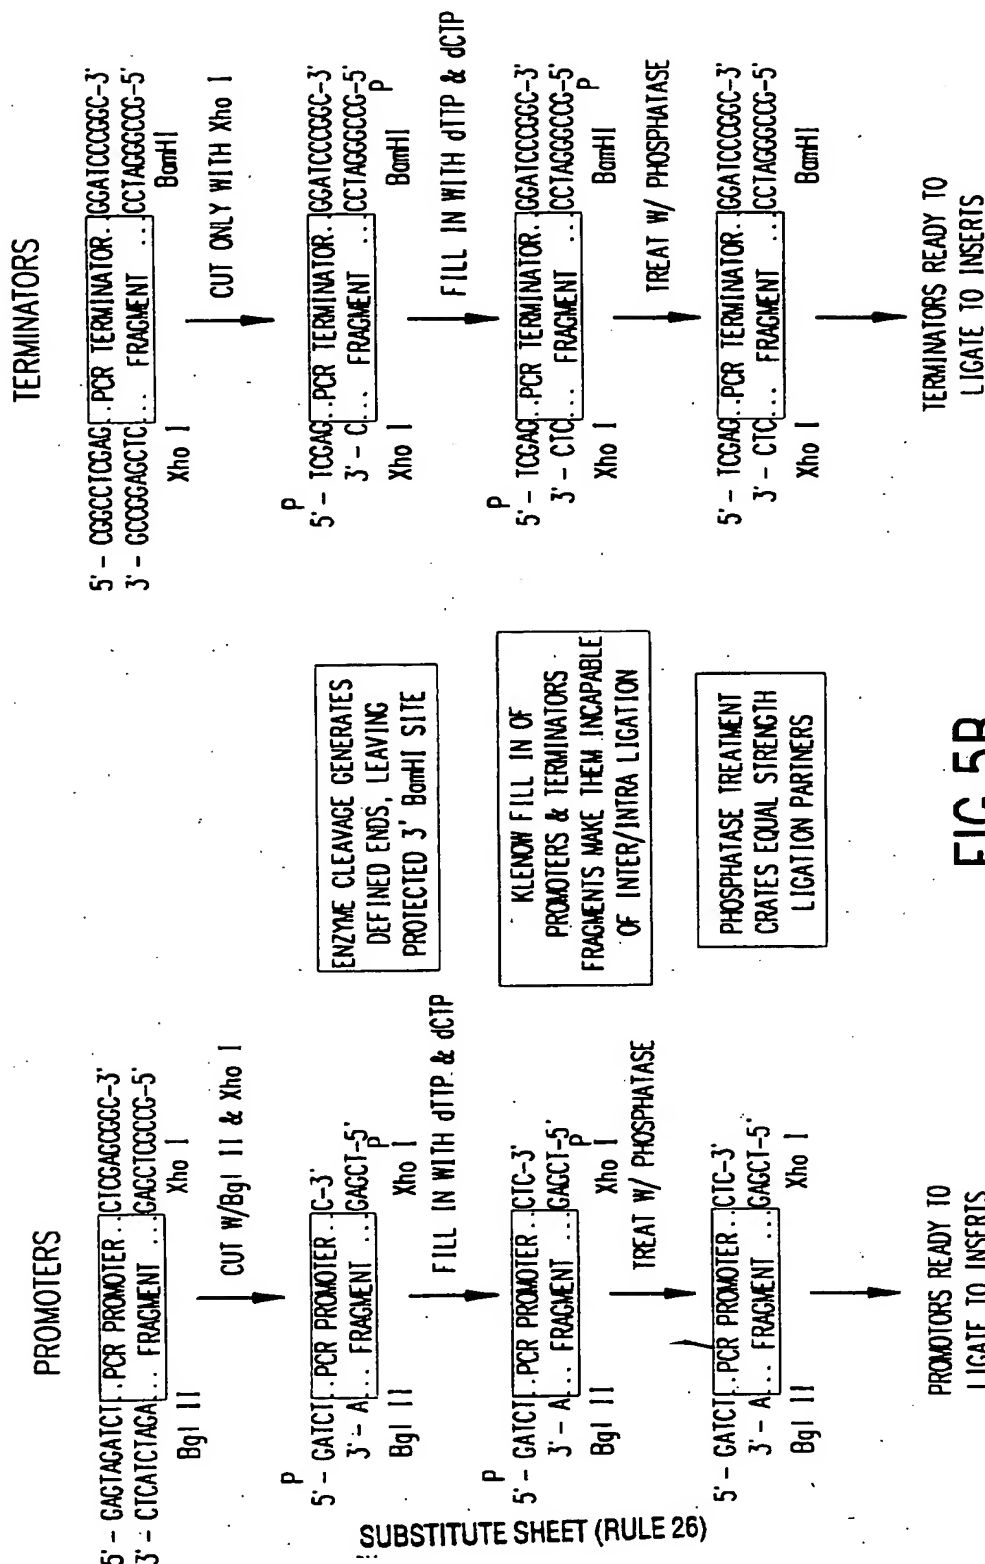 PROMOTERS
5' - GAGTAGATCT..PCR PROMOTER..CTCGAGCGGC-3'
3' - CTCATCTAGA... FRAGMENT ...GAGCTCGCCG-5'
Bgl II Xho I
CUT W/Bgl II & Xho I
P
5' - GATCT..PCR PROMOTER..C-3'
3' - A... FRAGMENT ...GAGCT-5'
P
Bgl II Xho I
FILL IN WITH dTTP & dCTP
P
5' - GATCT..PCR PROMOTER..CTC-3'
3' - A... FRAGMENT ...GAGCT-5'
P
Bgl II Xho I
TREAT W/ PHOSPHATASE
5' - GATCT..PCR PROMOTER..CTC-3'
3' - A... FRAGMENT ...GAGCT-5'
Bgl II Xho I
PROMOTORS READY TO
LIGATE TO INSERTS
ENZYME CLEAVAGE GENERATES
DEFINED ENDS, LEAVING
PROTECTED 3' BamHI SITE
KLENOW FILL IN OF
PROMOTERS & TERMINATORS
FRAGMENTS MAKE THEM INCAPABLE
OF INTER/INTRA LIGATION
PHOSPHATASE TREATMENT
CRATES EQUAL STRENGTH
LIGATION PARTNERS
TERMINATORS
5' - CGGCCTCGAG..PCR TERMINATOR..GGATCCCGGC-3'
3' - GCCGGAGCTC... FRAGMENT ...CCTAGGGCCG-5'
Xho I BamHI
CUT ONLY WITH Xho I
P
5' - TCGAG..PCR TERMINATOR..GGATCCCGGC-3'
3' - C... FRAGMENT ...CCTAGGGCCG-5'
P
Xho I BamHI
FILL IN WITH dTTP & dCTP
P
5' - TCGAG..PCR TERMINATOR..GGATCCCGGC-3'
3' - CTC... FRAGMENT ...CCTAGGGCCG-5'
P
Xho I BamHI
TREAT W/ PHOSPHATASE
5' - TCGAG..PCR TERMINATOR..GGATCCCGGC-3'
3' - CTC... FRAGMENT ...CCTAGGGCCG-5'
Xho I BamHI
TERMINATORS READY TO
LIGATE TO INSERTS
FIG. 5B
SUBSTITUTE SHEET (RULE 26)